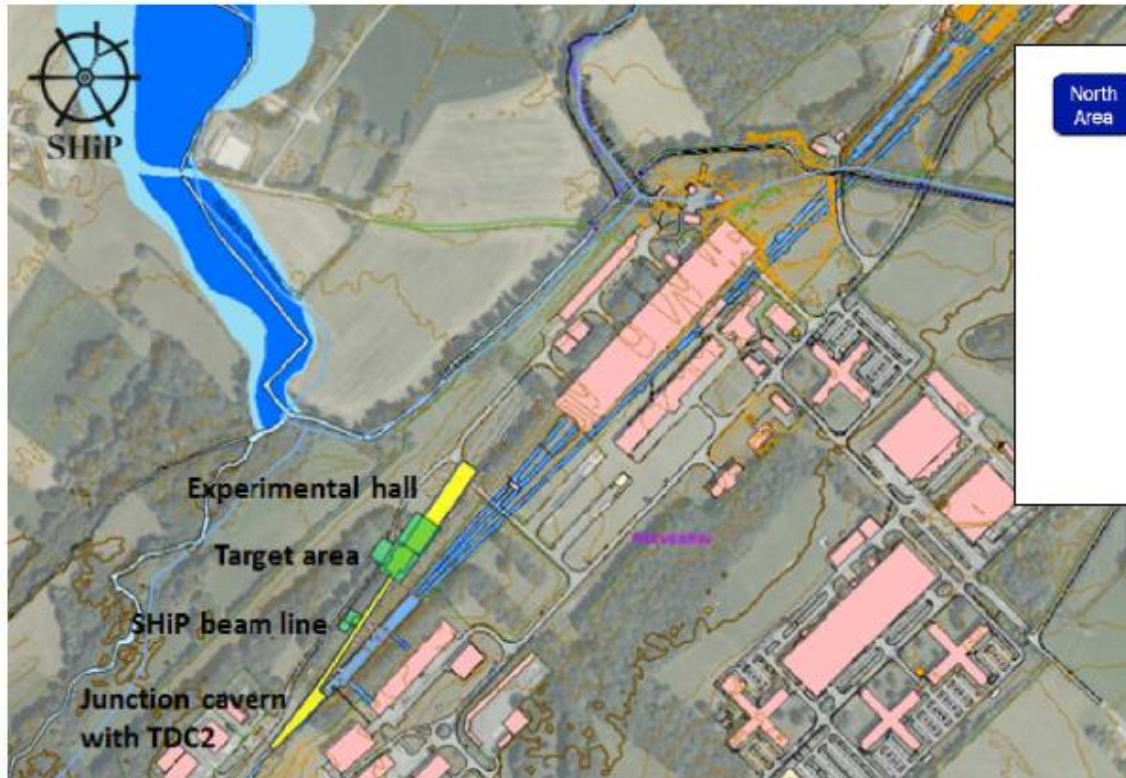 SHiP
North
Area
Experimental hall
Target area
SHiP beam line
Junction cavern
with TDC2